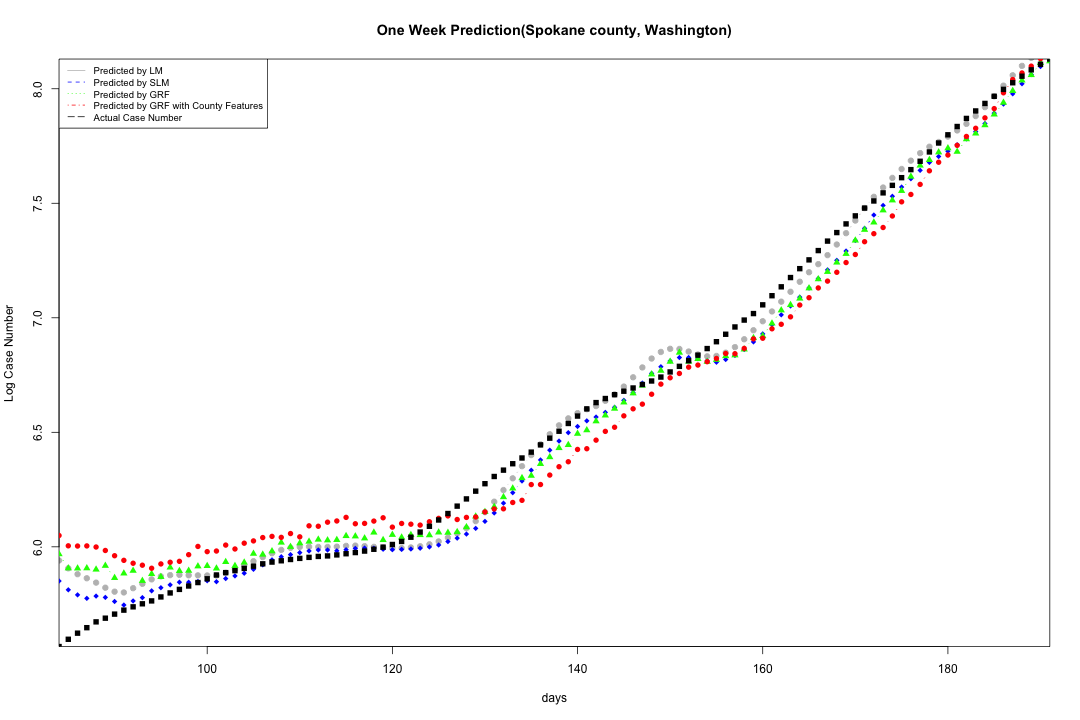 One Week Prediction(Spokane county, Washington)
Predicted by LM
Predicted by SLM
Predicted by GRF
Predicted by GRF with County Features
Actual Case Number
8.0
7.5
7.0
6.5
6.0
Log Case Number
100 120 140 160 180
days